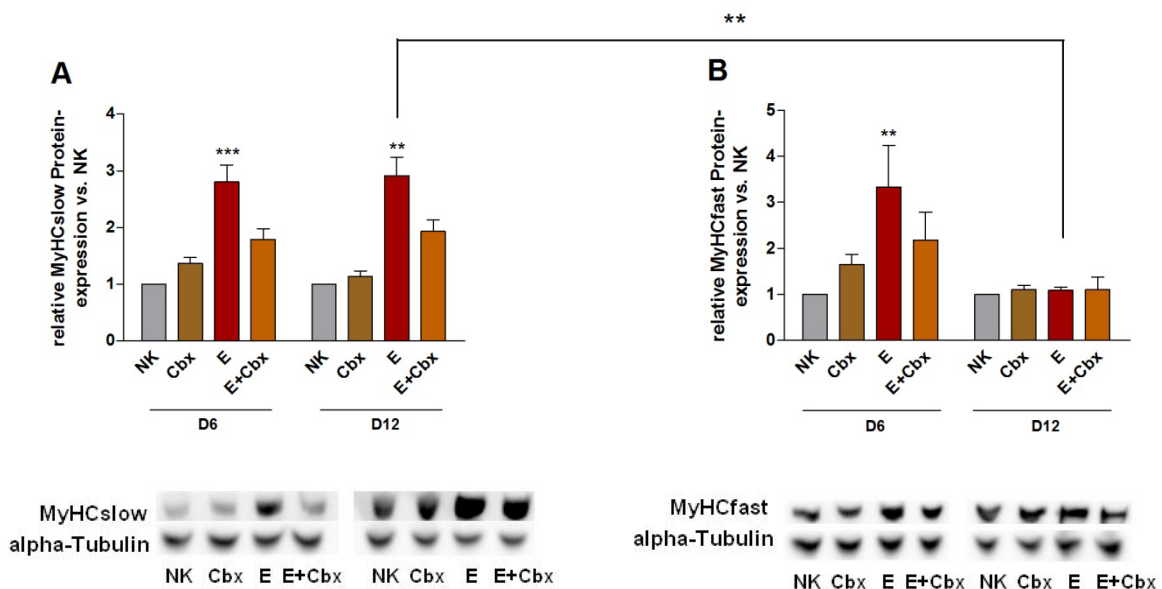 **
A
B
relative MyHCslow Protein-
expression vs. NK
4
3
2
1
0
***
**
NK
Cbx
E
E+Cbx
NK
Cbx
E
E+Cbx
D6
D12
relative MyHCfast Protein-
expression vs. NK
5
4
3
2
1
0
**
NK
Cbx
E
E+Cbx
NK
Cbx
E
E+Cbx
D6
D12
MyHCslow
alpha-Tubulin
NK Cbx E E+Cbx NK Cbx E E+Cbx
MyHCfast
alpha-Tubulin
NK Cbx E E+Cbx NK Cbx E E+Cbx